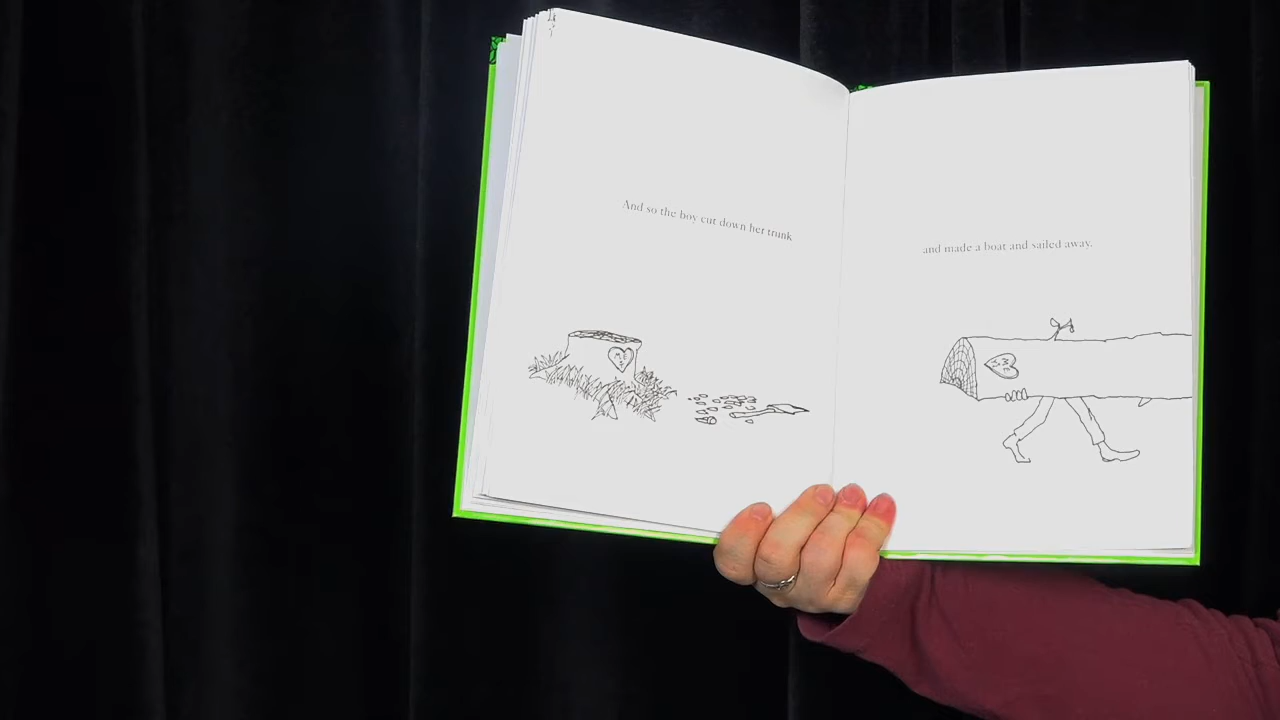 And so the boy cut down her trunk
and made a boat and sailed away.